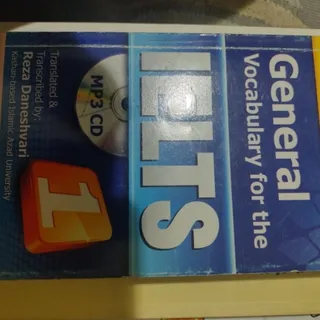 General
Vocabulary for the
IELTS
MP3 CD
1
Translated &
Transcribed by:
Reza Daneshvari
Islamic Azad University